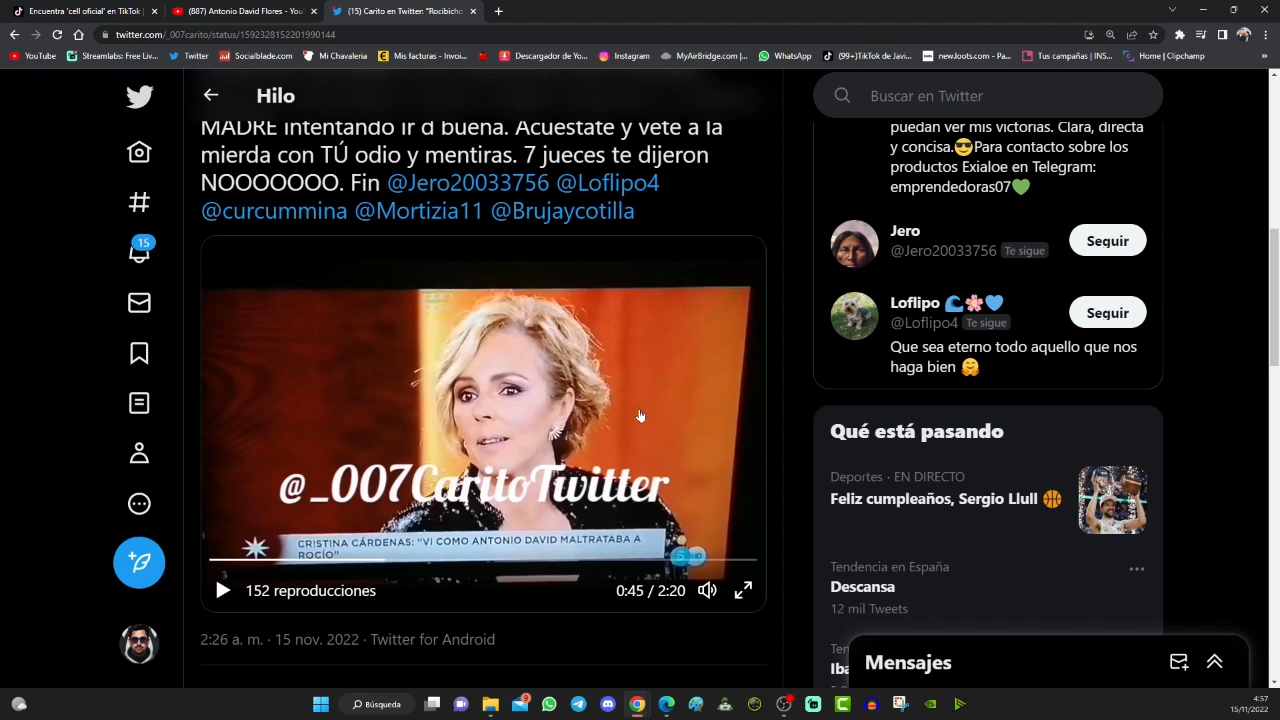 Encuentra 'cell oficial' en TikTok |
(887) Antonio David Flores - You
(15) Carito en Twitter: "Rocibicho
twitter.com/_007carito/status/1592328152201990144
YouTube
Streamlabs: Free Liv...
Twitter
Socialblade.com
Mi Chavaleria
Mis facturas – Invoi...
Descargador de Yo...
Instagram
MyAirBridge.com |...
WhatsApp
(99+)TikTok de Javi...
new.loots.com – Pa...
Tus campañas | INS...
Home | Clipchamp
»
15
Hilo
MADRE intentando ir d buena. Acuestate y vete a la
mierda con TÚ odio y mentiras. 7 jueces te dijeron
NOOOOOOO. Fin @Jero20033756 @Loflipo4
@curcummina @Mortizia11 @Brujaycotilla
@_007CaritoTwitter
CRISTINA CÁRDENAS: "VI COMO ANTONIO DAVID MALTRATABA A
ROCÍO"
5 HD
152 reproducciones
0:45 / 2:20
2:26 a. m. · 15 nov. 2022 · Twitter for Android
Buscar en Twitter
puedan ver mis victorias. Clara, directa
y concisa.😎Para contacto sobre los
productos Exialoe en Telegram:
emprendedoras07💚
Jero
@Jero20033756 Te sigue
Seguir
Loflipo 🌊🌸💙
@Loflipo4 Te sigue
Seguir
Que sea eterno todo aquello que nos
haga bien 🤗
Qué está pasando
Deportes · EN DIRECTO
Feliz cumpleaños, Sergio Llull 🏀
Tendencia en España
Descansa
12 mil Tweets
Mensajes
Búsqueda
9
4:57
15/11/2022